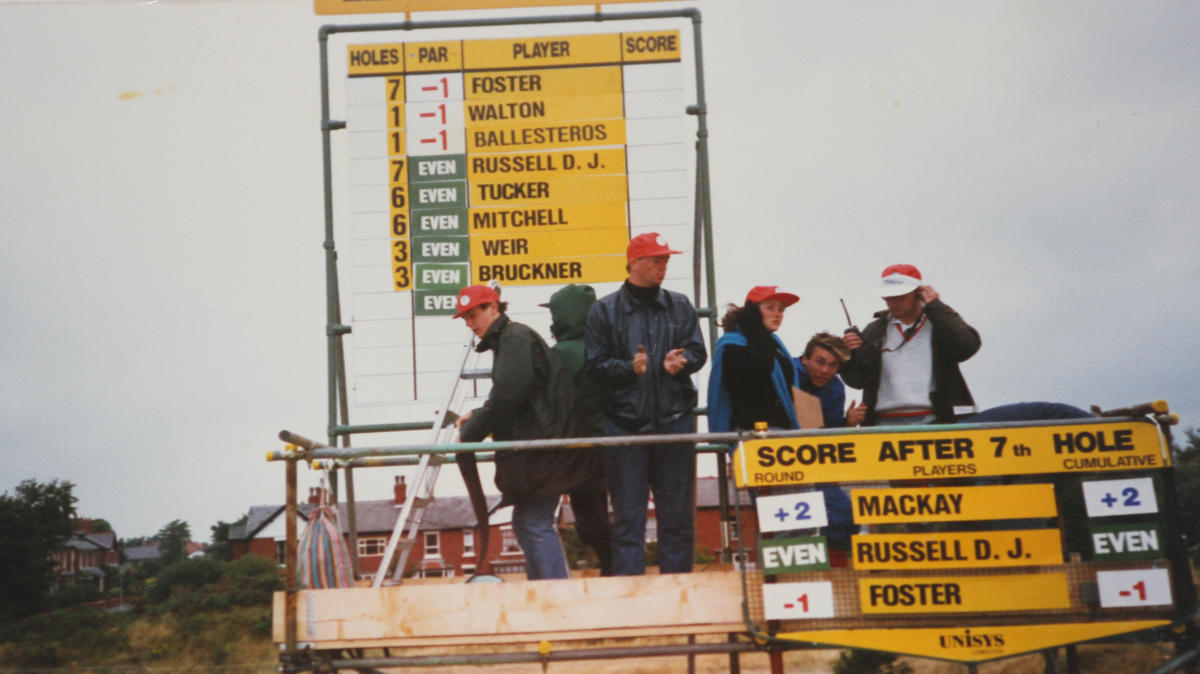 HOLES PAR PLAYER SCORE
7 -1 FOSTER
1 -1 WALTON
1 -1 BALLESTEROS
7 EVEN RUSSELL D. J.
6 EVEN TUCKER
6 EVEN MITCHELL
3 EVEN WEIR
3 EVEN BRUCKNER
EVEN
SCORE AFTER 7th HOLE
ROUND PLAYERS CUMULATIVE
+2 MACKAY +2
EVEN RUSSELL D. J. EVEN
-1 FOSTER -1
UNISYS
COMPUTER